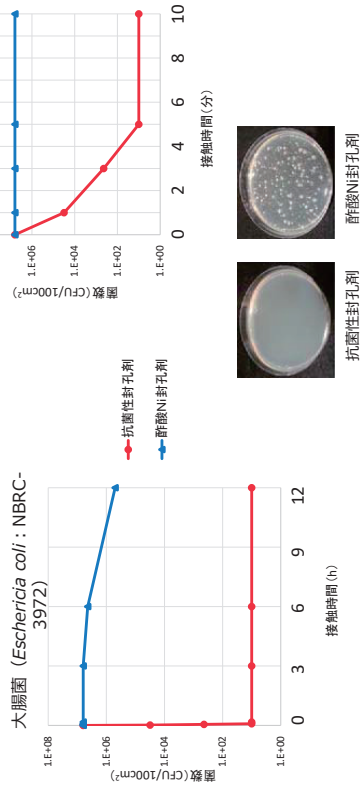 大腸菌（Eschericia coli：NBRC-
3972）
菌数(CFU/100cm²)
1.E+08
1.E+06
1.E+04
1.E+02
1.E+00
0
3
6
9
12
接触時間(h)
抗菌性封孔剤
酢酸Ni封孔剤
菌数(CFU/100cm²)
1.E+06
1.E+04
1.E+02
1.E+00
0
2
4
6
8
10
接触時間(分)
抗菌性封孔剤
酢酸Ni封孔剤